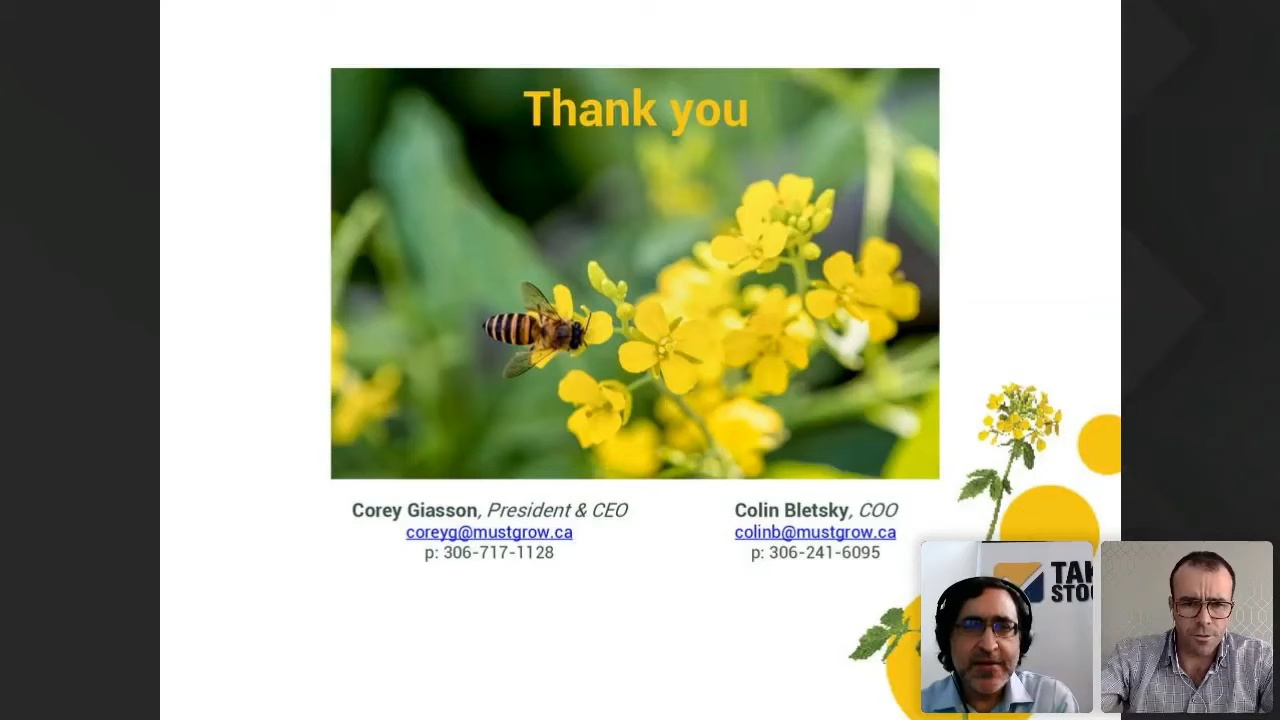 Thank you
Corey Giasson, President & CEO
coreyg@mustgrow.ca
p: 306-717-1128
Colin Bletsky, COO
colinb@mustgrow.ca
p: 306-241-6095